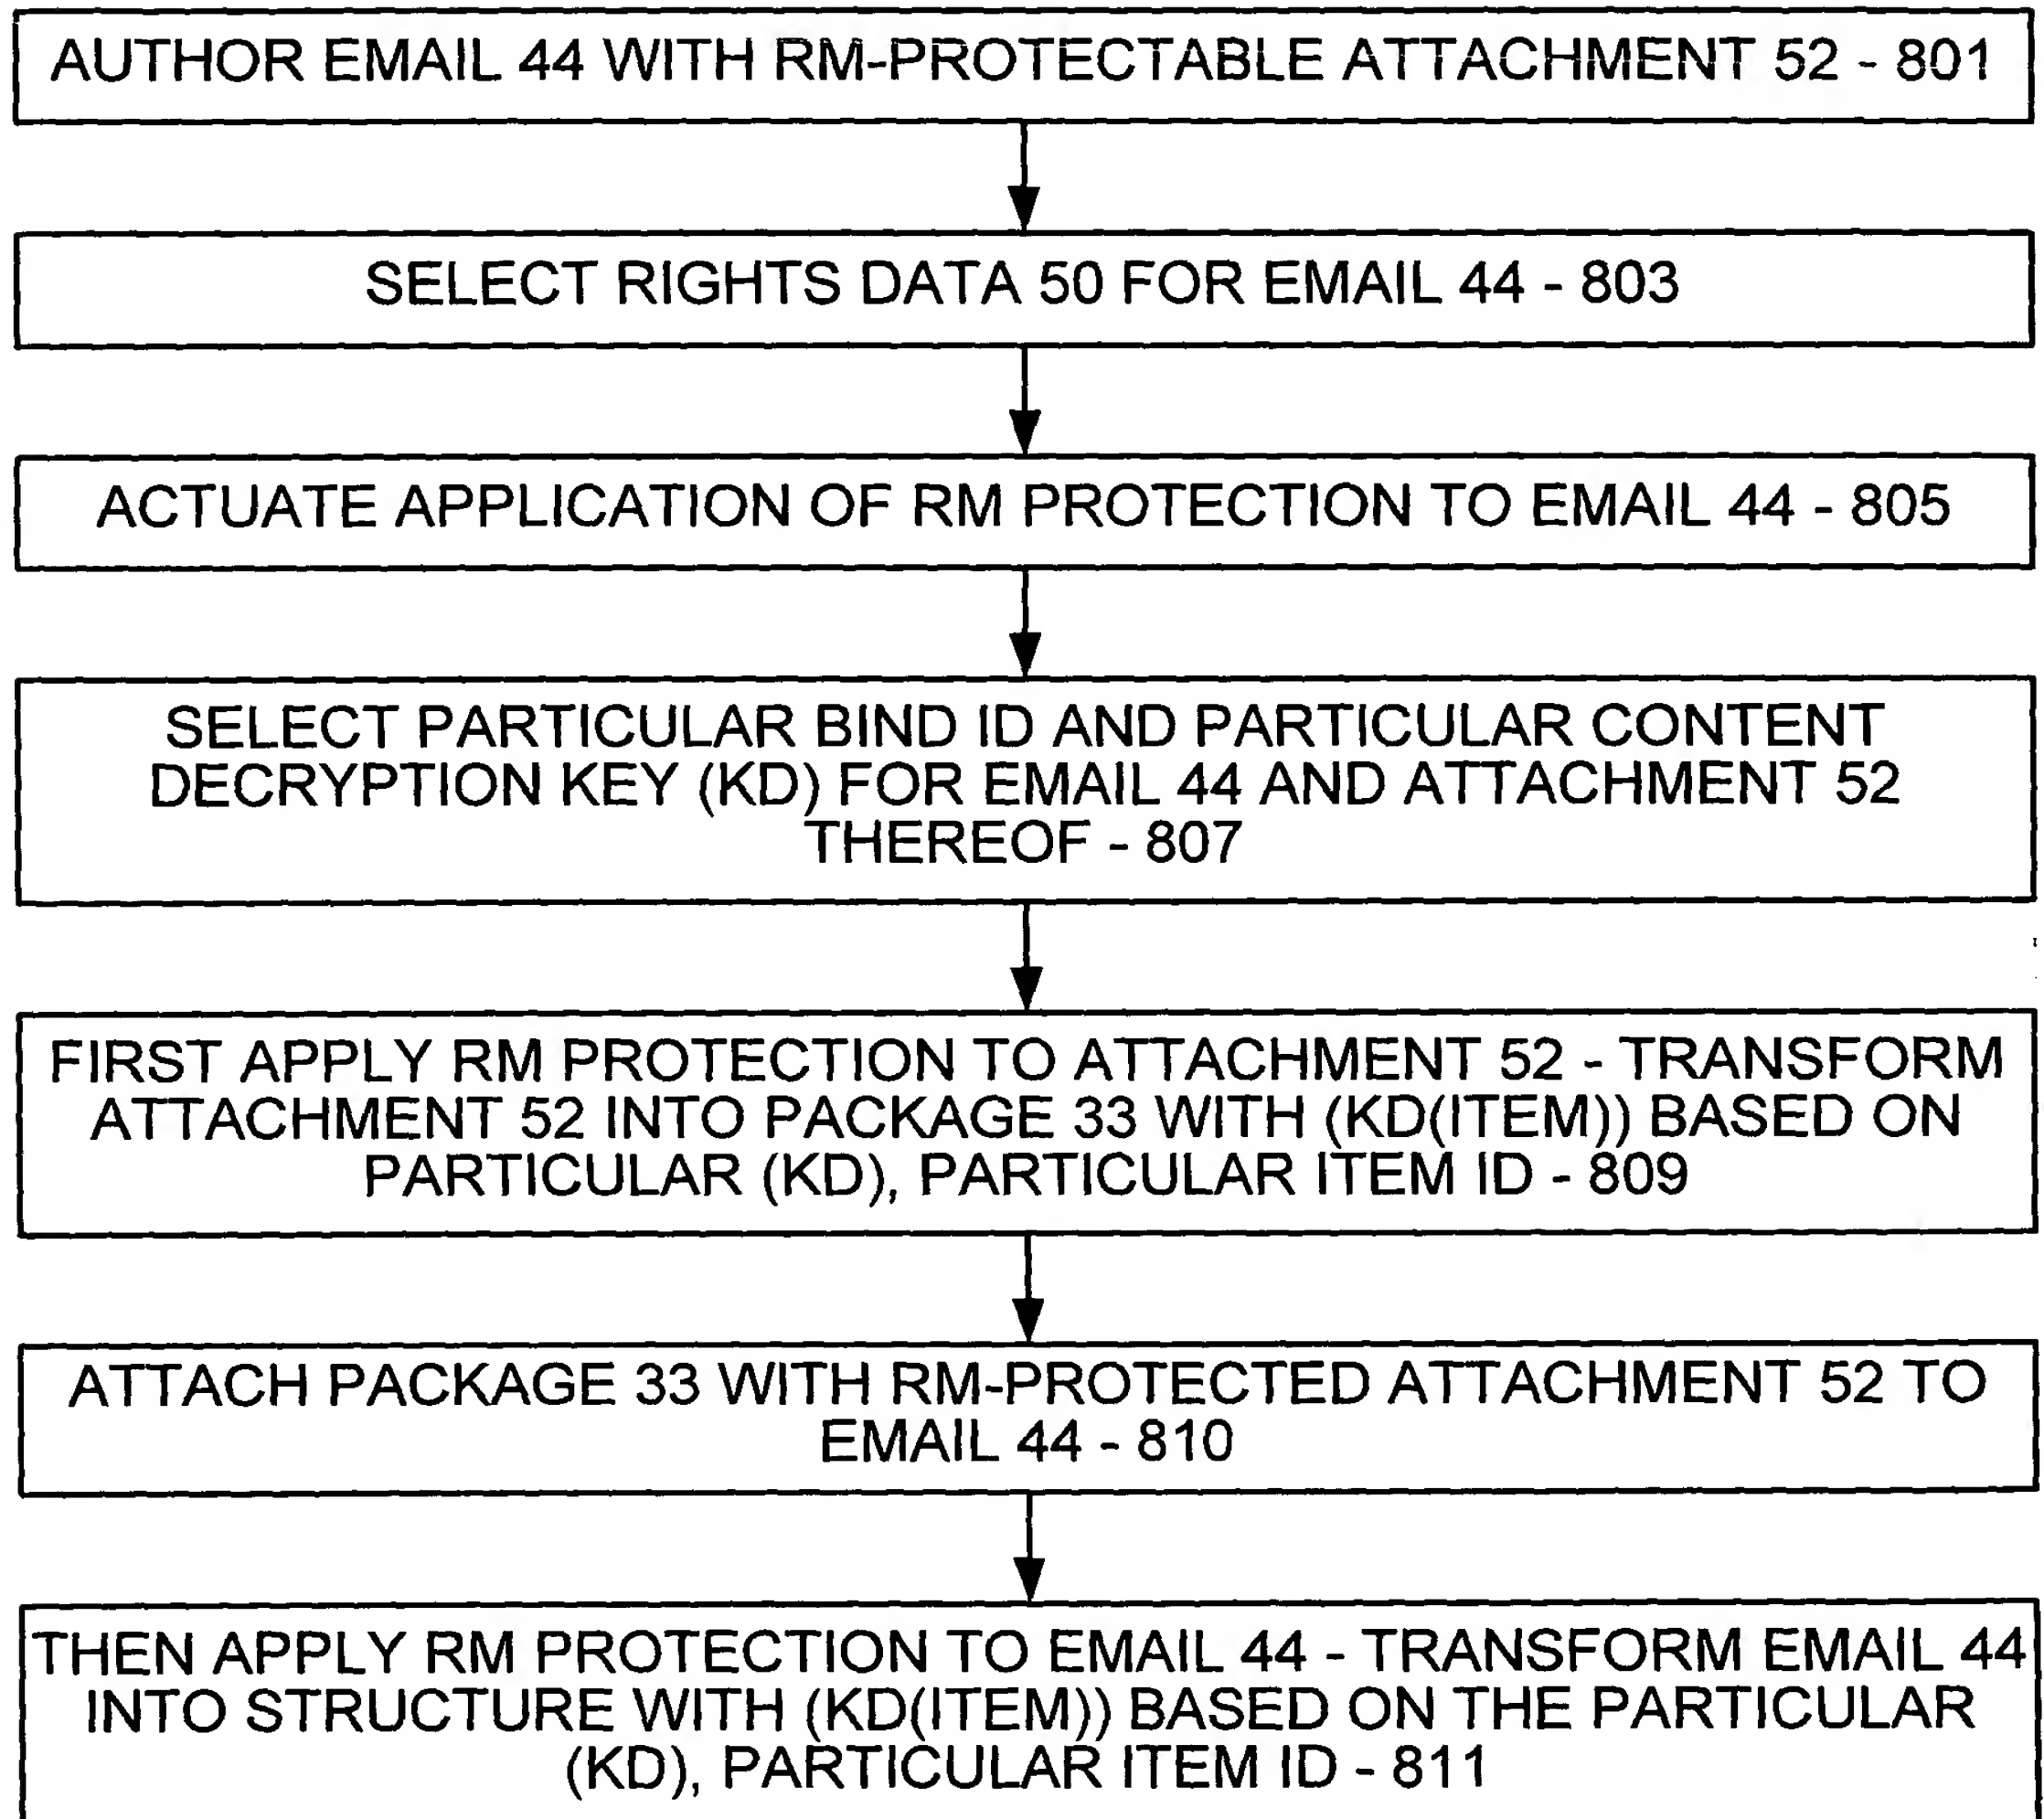 AUTHOR EMAIL 44 WITH RM-PROTECTABLE ATTACHMENT 52 - 801
SELECT RIGHTS DATA 50 FOR EMAIL 44 - 803
ACTUATE APPLICATION OF RM PROTECTION TO EMAIL 44 - 805
SELECT PARTICULAR BIND ID AND PARTICULAR CONTENT
DECRYPTION KEY (KD) FOR EMAIL 44 AND ATTACHMENT 52
THEREOF - 807
FIRST APPLY RM PROTECTION TO ATTACHMENT 52 - TRANSFORM
ATTACHMENT 52 INTO PACKAGE 33 WITH (KD(ITEM)) BASED ON
PARTICULAR (KD), PARTICULAR ITEM ID - 809
ATTACH PACKAGE 33 WITH RM-PROTECTED ATTACHMENT 52 TO
EMAIL 44 - 810
THEN APPLY RM PROTECTION TO EMAIL 44 - TRANSFORM EMAIL 44
INTO STRUCTURE WITH (KD(ITEM)) BASED ON THE PARTICULAR
(KD), PARTICULAR ITEM ID - 811